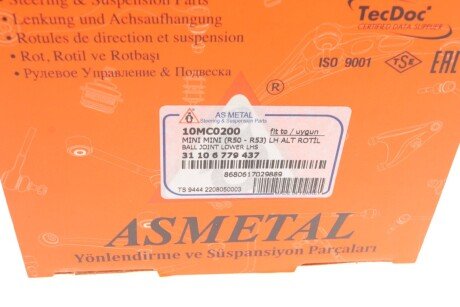 Steering & Suspension Parts
• Lenkung und Achsaufhangung
• Rotules de direction et suspension
• Rot, Rotil ve Rotbaşı
• Рулевое Управление & Подвеска
TecDoc
CERTIFIED DATA SUPPLIER
ISO 9001
TSE
EAC
®
AS METAL
Steering & Suspension Parts
10MC0200
fit to / uygun
MINI MINI (R50 - R53) LH ALT ROTİL
BALL JOINT LOWER LHS
31 10 6 779 437
8680617029889
TS 9444 2208050003
ASMETAL
Yönlendirme ve Süspansiyon Parçaları